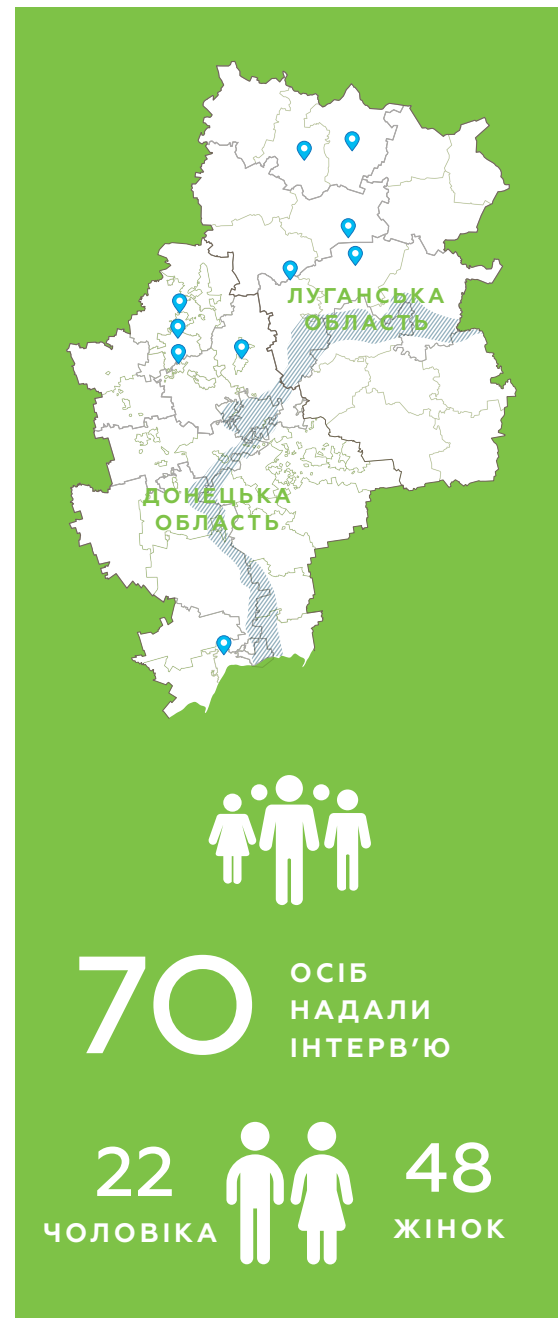 ЛУГАНСЬКА
ОБЛАСТЬ
ДОНЕЦЬКА
ОБЛАСТЬ
70
ОСІБ
НАДАЛИ
ІНТЕРВ’Ю
22
ЧОЛОВІКА
48
ЖІНОК